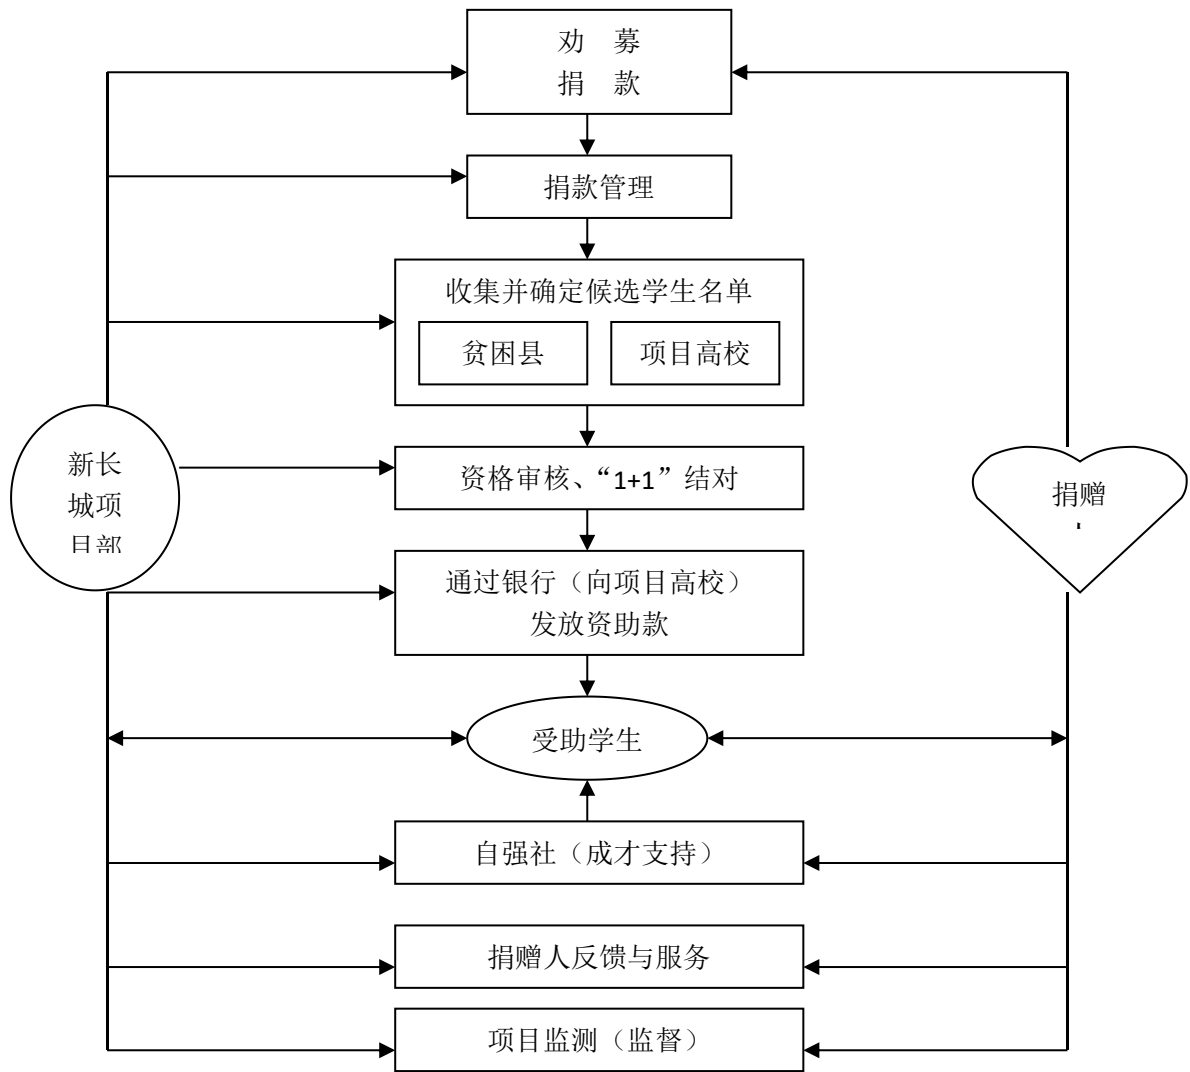 劝 募
捐 款
捐款管理
收集并确定候选学生名单
贫困县
项目高校
新长
城项
目部
资格审核、“1+1”结对
捐赠
通过银行（向项目高校）
发放资助款
受助学生
自强社（成才支持）
捐赠人反馈与服务
项目监测（监督）